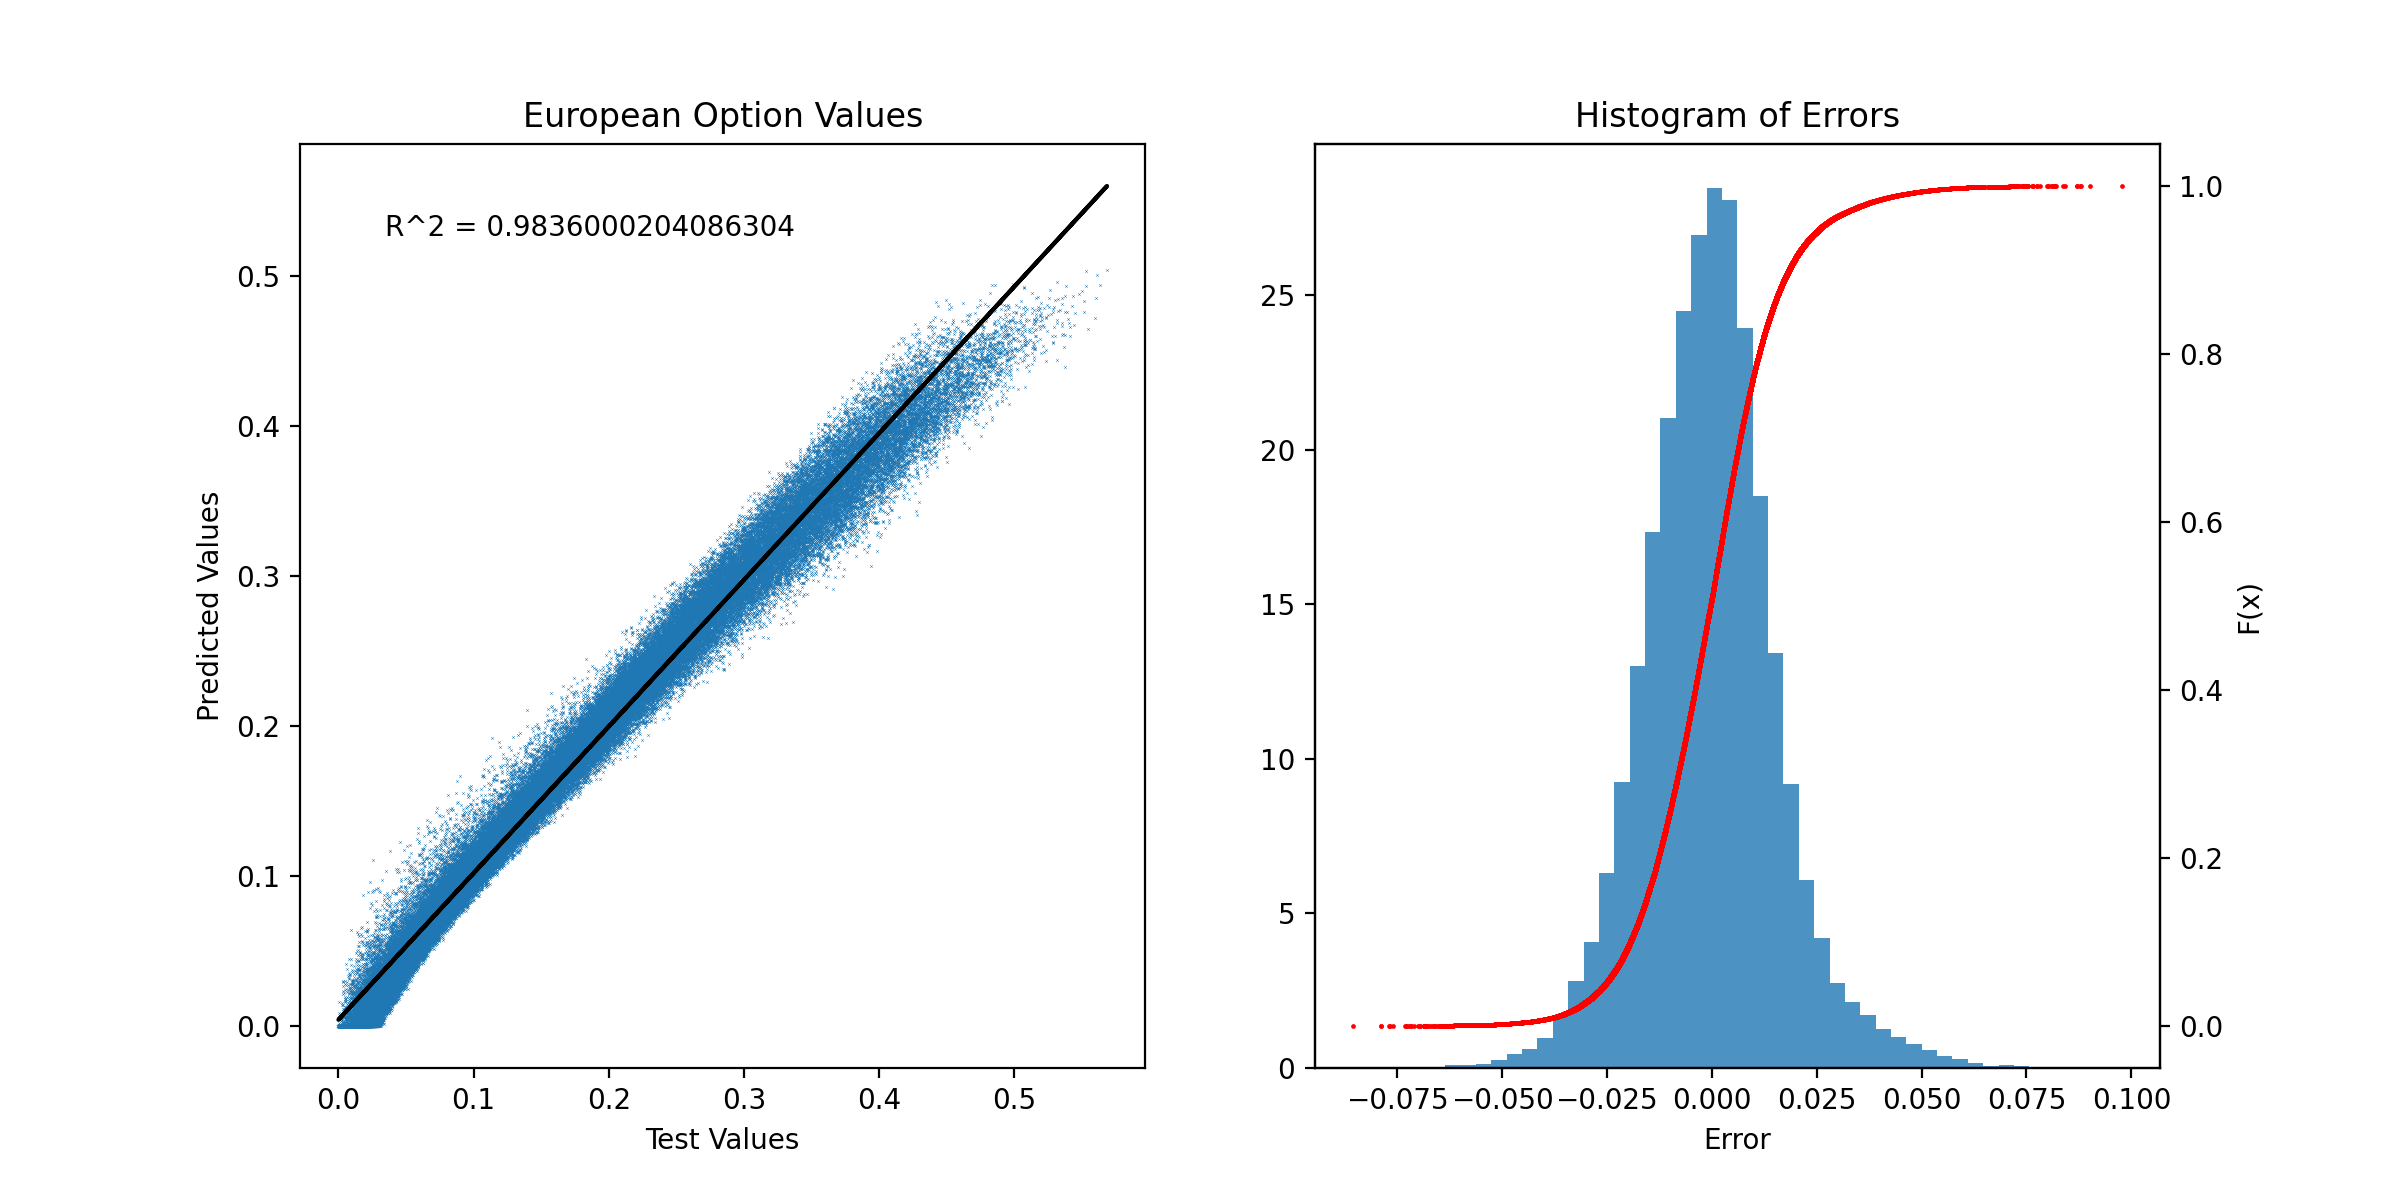 European Option Values
R^2 = 0.9836000204086304
Predicted Values
0.5
0.4
0.3
0.2
0.1
0.0
0.0 0.1 0.2 0.3 0.4 0.5
Test Values
Histogram of Errors
25
20
15
10
5
0
−0.075 −0.050 −0.025 0.000 0.025 0.050 0.075 0.100
Error
1.0
0.8
0.6
0.4
0.2
0.0
F(x)